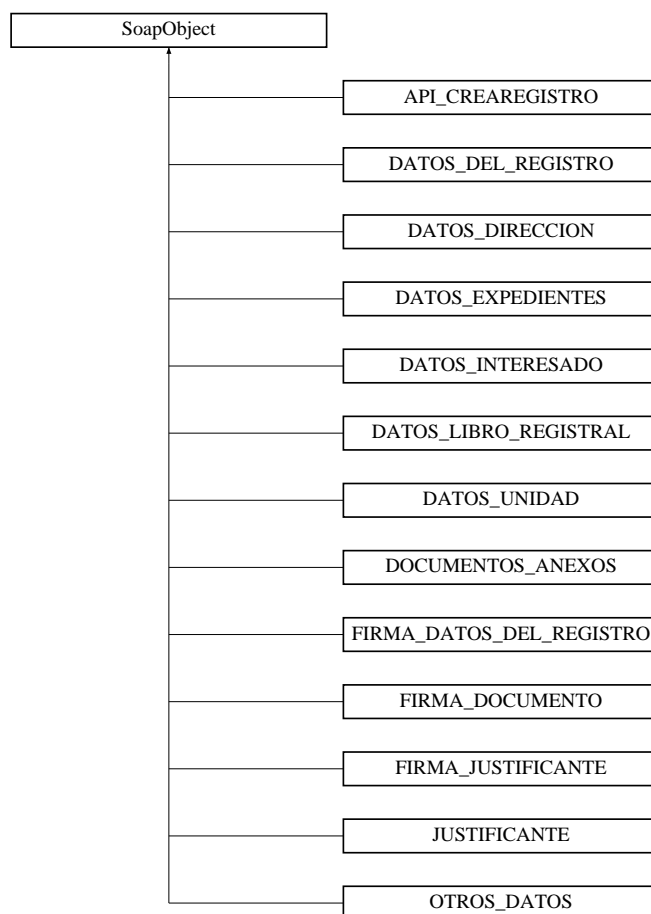 SoapObject
API_CREAREGISTRO
DATOS_DEL_REGISTRO
DATOS_DIRECCION
DATOS_EXPEDIENTES
DATOS_INTERESADO
DATOS_LIBRO_REGISTRAL
DATOS_UNIDAD
DOCUMENTOS_ANEXOS
FIRMA_DATOS_DEL_REGISTRO
FIRMA_DOCUMENTO
FIRMA_JUSTIFICANTE
JUSTIFICANTE
OTROS_DATOS